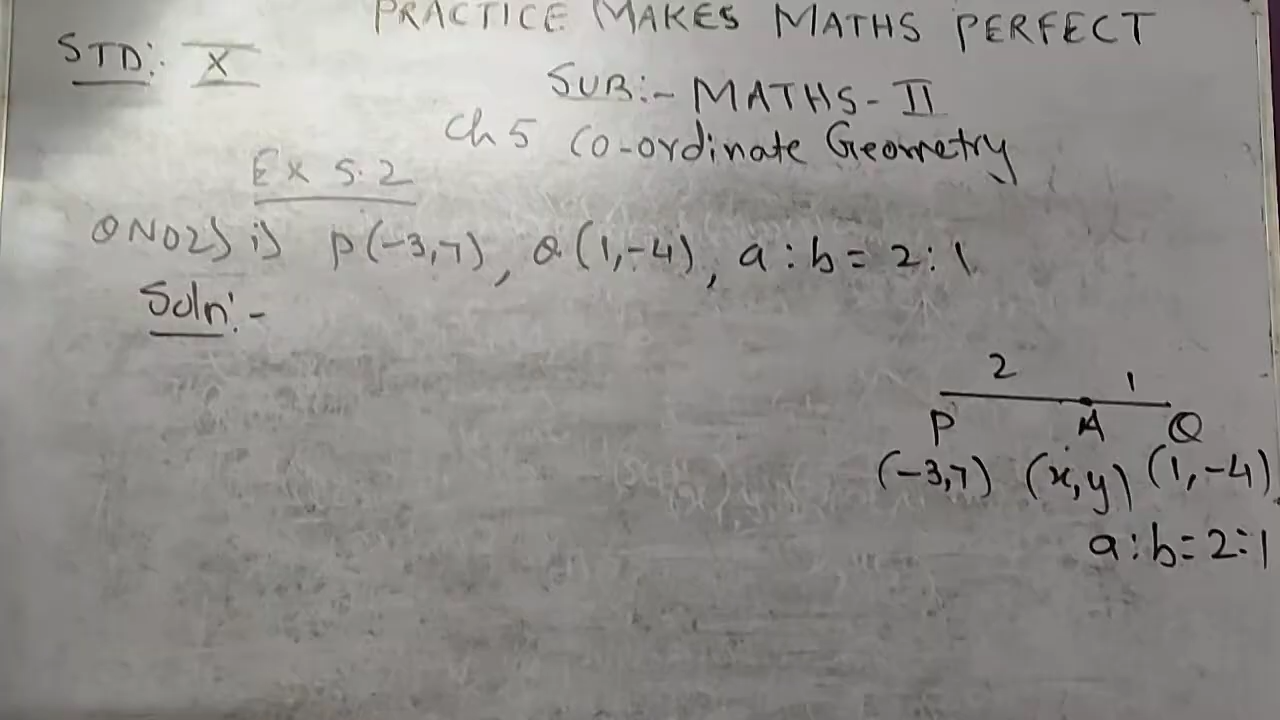 PRACTICE MAKES MATHS PERFECT
STD:- X
SUB:- MATHS-II
Ch 5 Co-ordinate Geometry
Ex 5.2
QNO2) i) P(-3,7), Q(1,-4), a:b= 2:1
Soln:-
2 1
P A Q
(-3,7) (x,y) (1,-4)
a:b=2:1